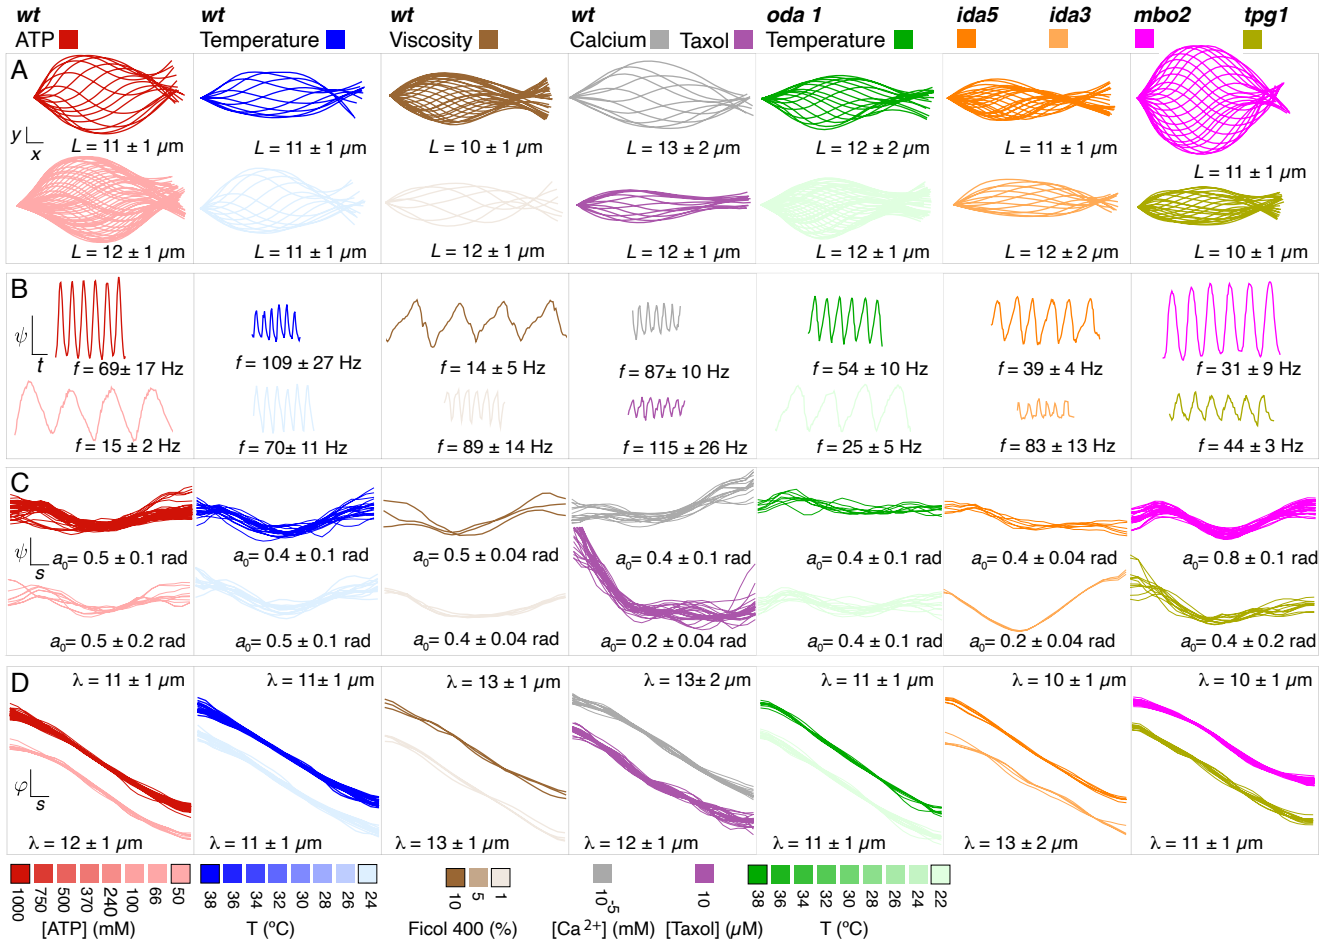 wt wt wt wt oda 1 ida5 ida3 mbo2 tpg1
ATP Temperature Viscosity Calcium Taxol Temperature
A
y
x
L = 11 ± 1 µm L = 11 ± 1 µm L = 10 ± 1 µm L = 13 ± 2 µm L = 12 ± 2 µm L = 11 ± 1 µm L = 11 ± 1 µm
L = 12 ± 1 µm L = 11 ± 1 µm L = 12 ± 1 µm L = 12 ± 1 µm L = 12 ± 1 µm L = 12 ± 2 µm L = 10 ± 1 µm
B
ψ
t
f = 69± 17 Hz f = 109 ± 27 Hz f = 14 ± 5 Hz f = 87± 10 Hz f = 54 ± 10 Hz f = 39 ± 4 Hz f = 31 ± 9 Hz
f = 15 ± 2 Hz f = 70± 11 Hz f = 89 ± 14 Hz f = 115 ± 26 Hz f = 25 ± 5 Hz f = 83 ± 13 Hz f = 44 ± 3 Hz
C
ψ
s
a0= 0.5 ± 0.1 rad a0= 0.4 ± 0.1 rad a0= 0.5 ± 0.04 rad a0= 0.4 ± 0.1 rad a0= 0.4 ± 0.1 rad a0= 0.4 ± 0.04 rad a0= 0.8 ± 0.1 rad
a0= 0.5 ± 0.2 rad a0= 0.5 ± 0.1 rad a0= 0.4 ± 0.04 rad a0= 0.2 ± 0.04 rad a0= 0.4 ± 0.1 rad a0= 0.2 ± 0.04 rad a0= 0.4 ± 0.2 rad
D
λ = 11 ± 1 µm λ = 11± 1 µm λ = 13 ± 1 µm λ = 13± 2 µm λ = 11 ± 1 µm λ = 10 ± 1 µm λ = 10 ± 1 µm
φ
s
λ = 12 ± 1 µm λ = 11 ± 1 µm λ = 13 ± 1 µm λ = 12 ± 1 µm λ = 11 ± 1 µm λ = 13 ± 2 µm λ = 11 ± 1 µm
1000 750 500 370 240 100 66 50 38 36 34 32 30 28 26 24 10 5 1 10-5 10 38 36 34 32 30 28 26 24 22
[ATP] (mM) T (ºC) Ficol 400 (%) [Ca2+] (mM) [Taxol] (µM) T (ºC)